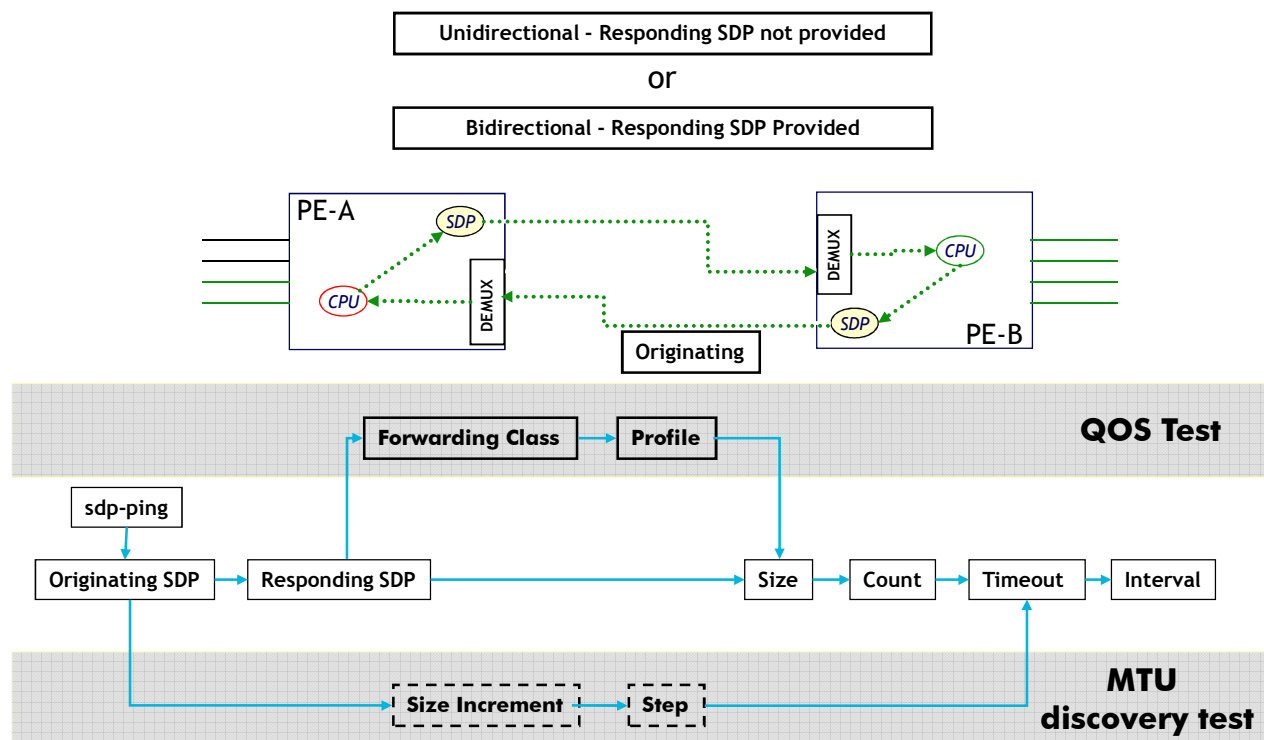 Unidirectional - Responding SDP not provided
or
Bidirectional - Responding SDP Provided
PE-A
SDP
CPU
DEMUX
DEMUX
CPU
SDP
PE-B
Originating
Forwarding Class
Profile
QOS Test
sdp-ping
Originating SDP
Responding SDP
Size
Count
Timeout
Interval
Size Increment
Step
MTU
discovery test